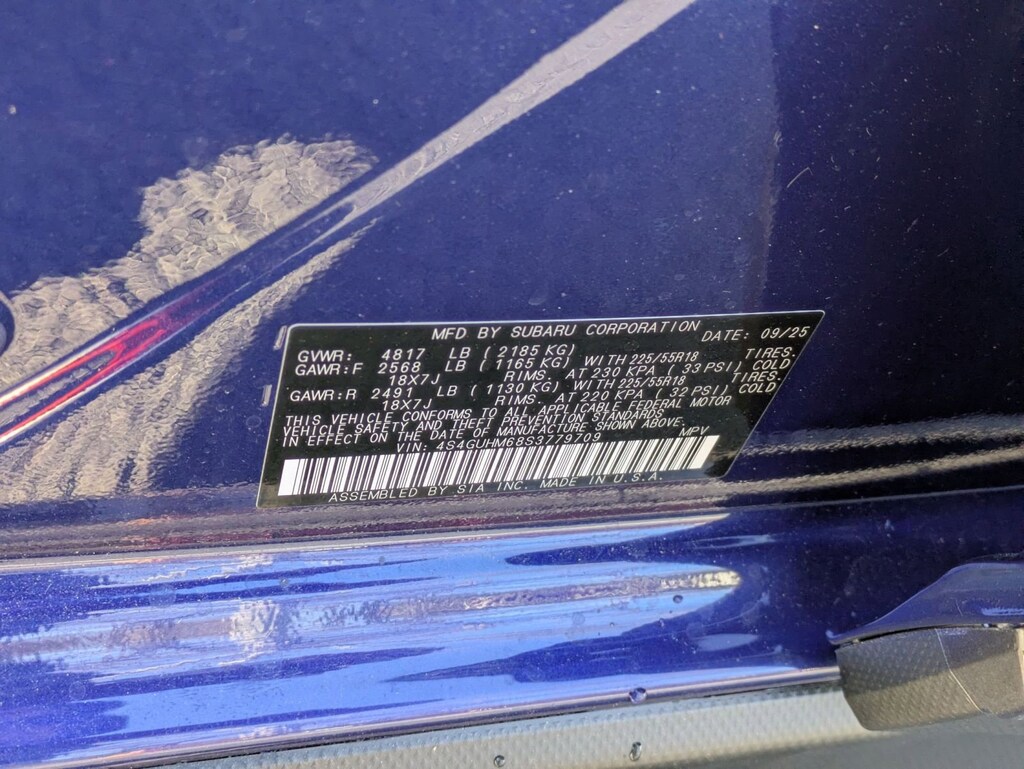 MFD BY SUBARU CORPORATION DATE: 09/25
GVWR: 4817 LB ( 2185 KG)
GAWR:F 2568 LB ( 1165 KG) WITH 225/55R18 TIRES.
18X7J RIMS. AT 230 KPA ( 33 PSI) COLD
GAWR:R 2491 LB ( 1130 KG) WITH 225/55R18 TIRES.
18X7J RIMS. AT 220 KPA ( 32 PSI) COLD
THIS VEHICLE CONFORMS TO ALL APPLICABLE FEDERAL MOTOR
VEHICLE SAFETY AND THEFT PREVENTION STANDARDS
IN EFFECT ON THE DATE OF MANUFACTURE SHOWN ABOVE.
VIN: 4S4GUHM68S3779709 MPV
ASSEMBLED BY SIA INC. MADE IN U.S.A.